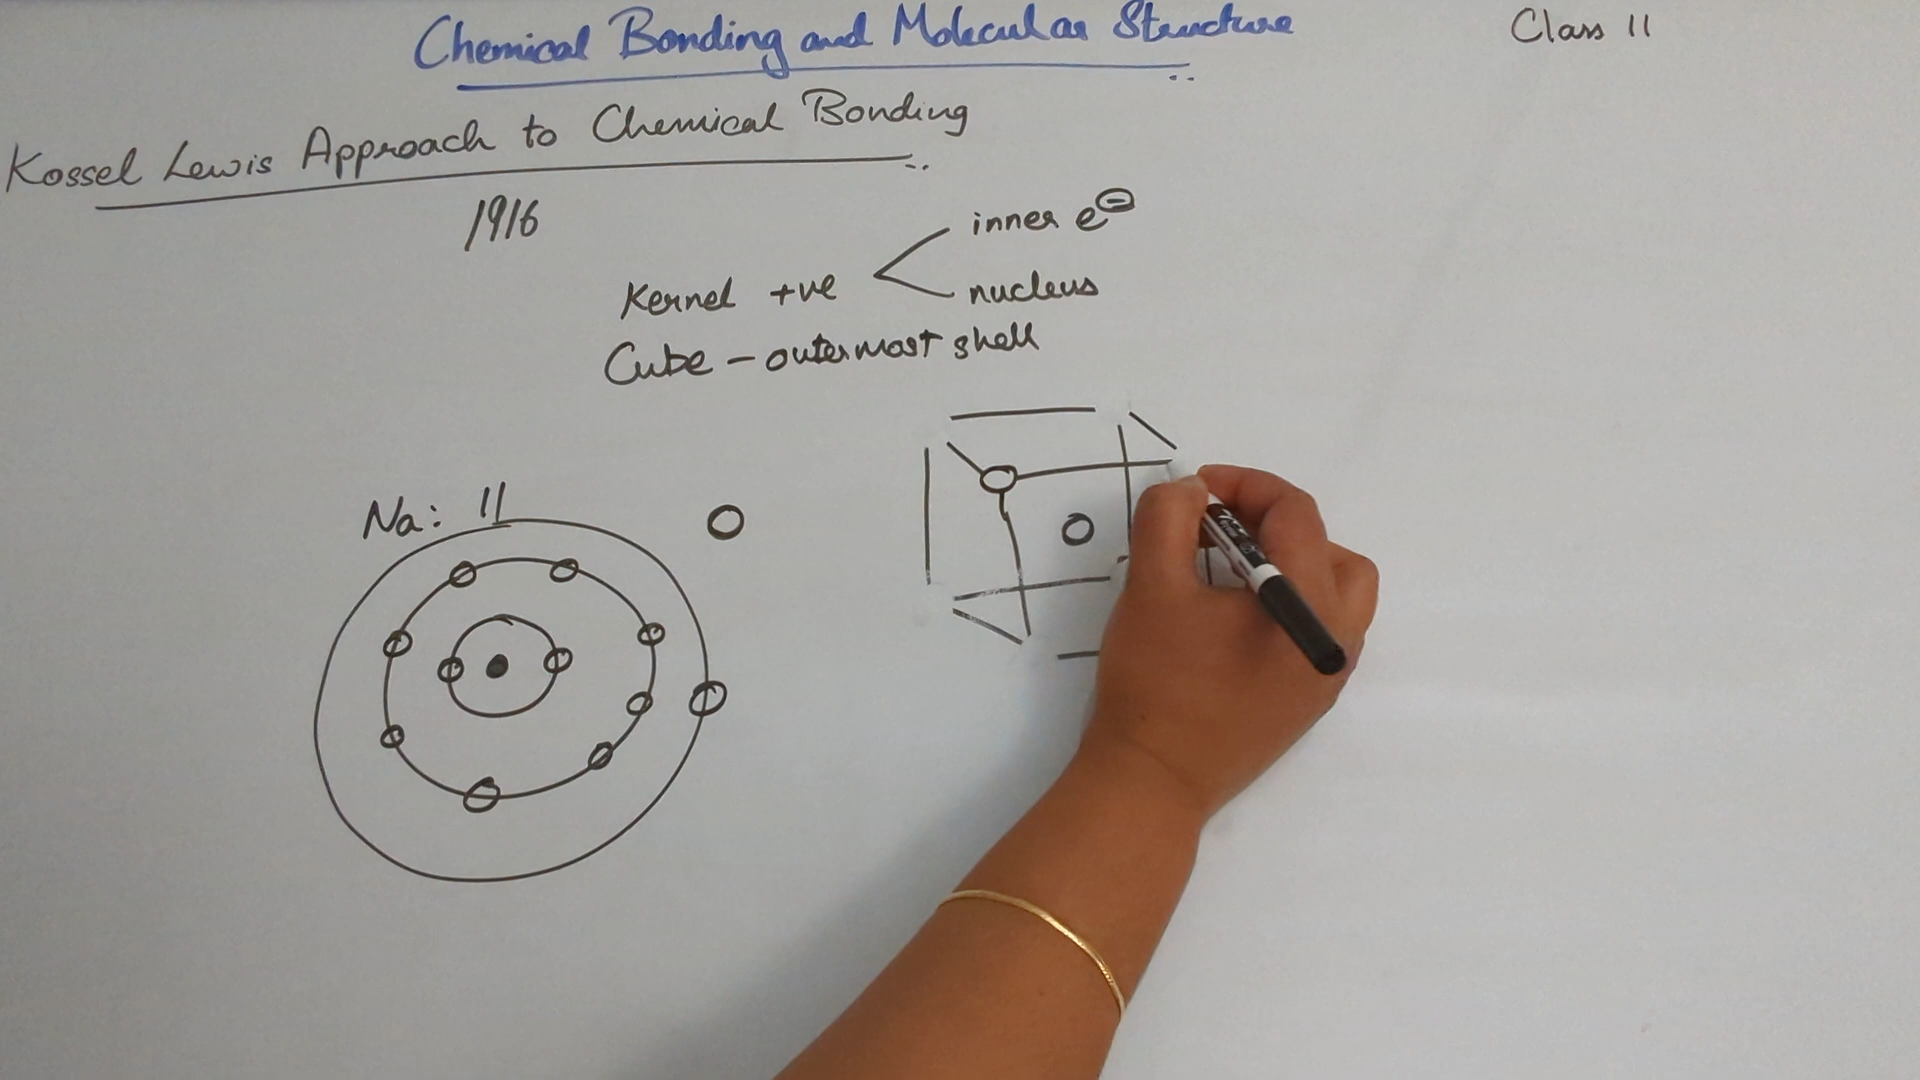 Chemical Bonding and Molecular Structure
Class 11
Kossel Lewis Approach to Chemical Bonding
1916
Kernel +ve
inner e⊖
nucleus
Cube - outermost shell
Na: 11